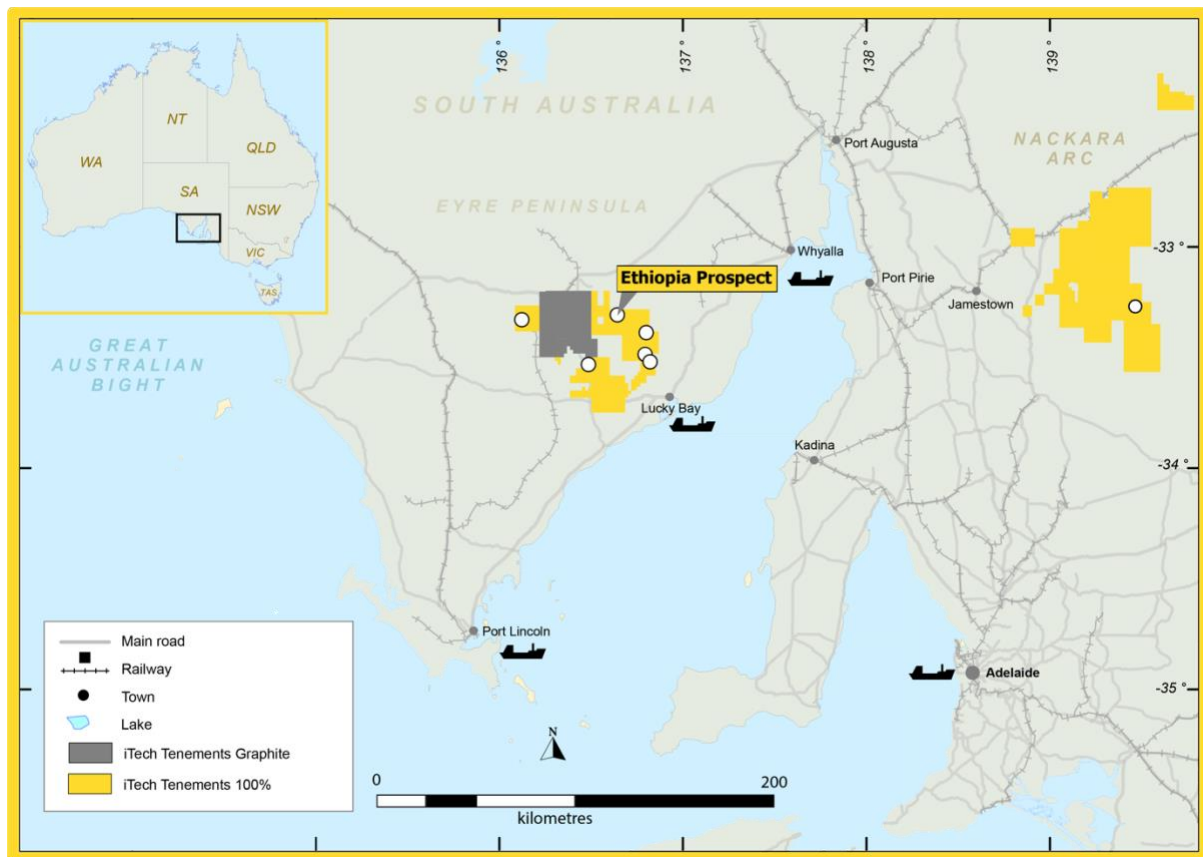 136 °
137 °
138 °
139 °
SOUTH AUSTRALIA
NT
QLD
WA
SA
NSW
VIC
TAS
Port Augusta
NACKARA
ARC
EYRE PENINSULA
-33 °
Whyalla
Ethiopia Prospect
Port Pirie
Jamestown
GREAT
AUSTRALIAN
BIGHT
Lucky Bay
Kadina
-34 °
Port Lincoln
Main road
Railway
Town
Lake
iTech Tenements Graphite
iTech Tenements 100%
Adelaide
-35 °
N
0
200
kilometres